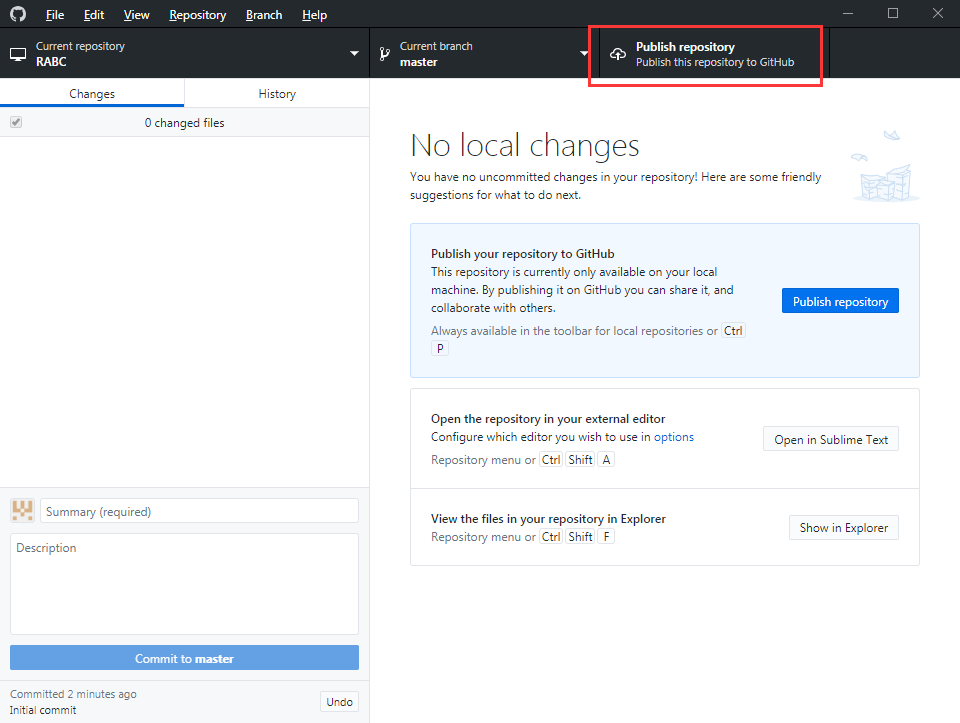 File Edit View Repository Branch Help
Current repository
RABC
Current branch
master
Publish repository
Publish this repository to GitHub
Changes History
0 changed files
No local changes
You have no uncommitted changes in your repository! Here are some friendly
suggestions for what to do next.
Publish your repository to GitHub
This repository is currently only available on your local
machine. By publishing it on GitHub you can share it, and
collaborate with others.
Always available in the toolbar for local repositories or Ctrl
P
Publish repository
Open the repository in your external editor
Configure which editor you wish to use in options
Repository menu or Ctrl Shift A
Open in Sublime Text
View the files in your repository in Explorer
Repository menu or Ctrl Shift F
Show in Explorer
Summary (required)
Description
Commit to master
Committed 2 minutes ago
Initial commit
Undo